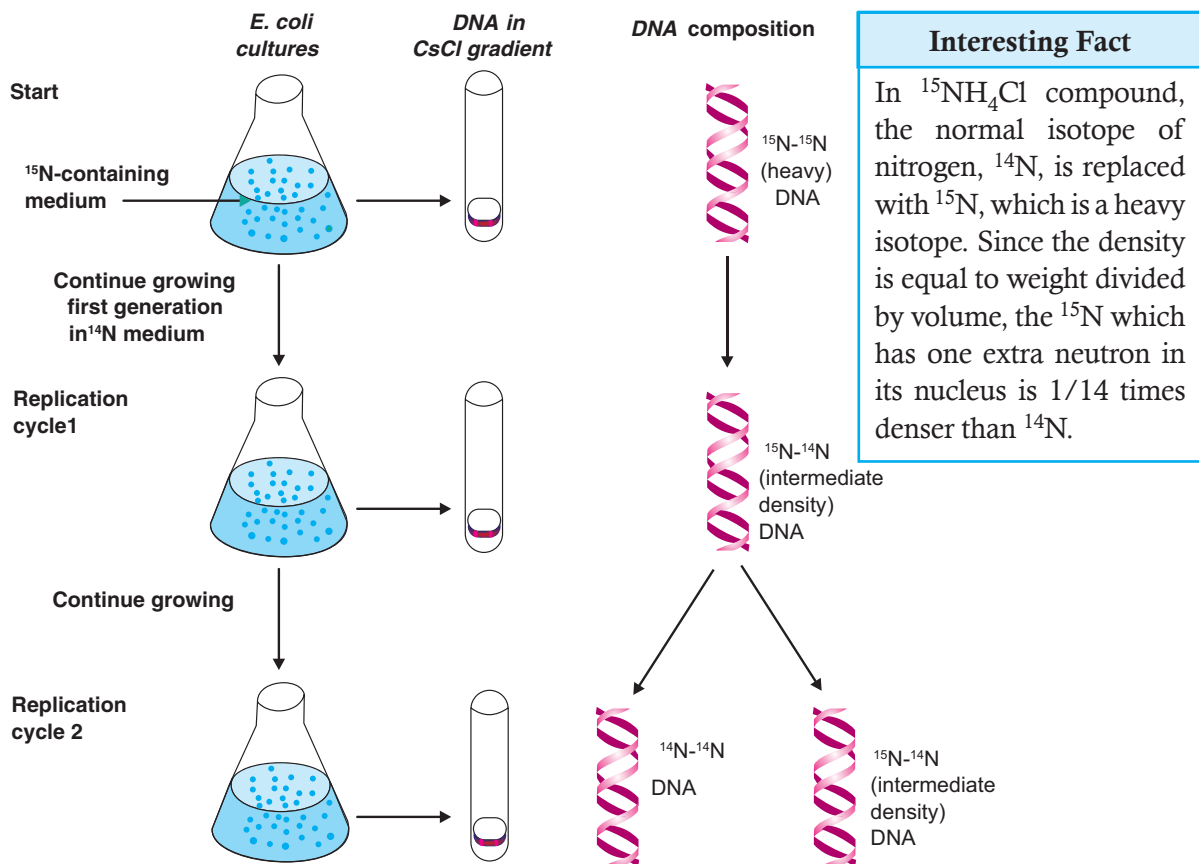 E. coli
cultures
DNA in
CsCl gradient
DNA composition
Start
¹⁵N-containing
medium
¹⁵N-¹⁵N
(heavy)
DNA
Continue growing
first generation
in¹⁴N medium
Replication
cycle1
¹⁵N-¹⁴N
(intermediate
density)
DNA
Continue growing
Replication
cycle 2
¹⁴N-¹⁴N
DNA
¹⁵N-¹⁴N
(intermediate
density)
DNA
Interesting Fact
In ¹⁵NH₄Cl compound,
the normal isotope of
nitrogen, ¹⁴N, is replaced
with ¹⁵N, which is a heavy
isotope. Since the density
is equal to weight divided
by volume, the ¹⁵N which
has one extra neutron in
its nucleus is 1/14 times
denser than ¹⁴N.